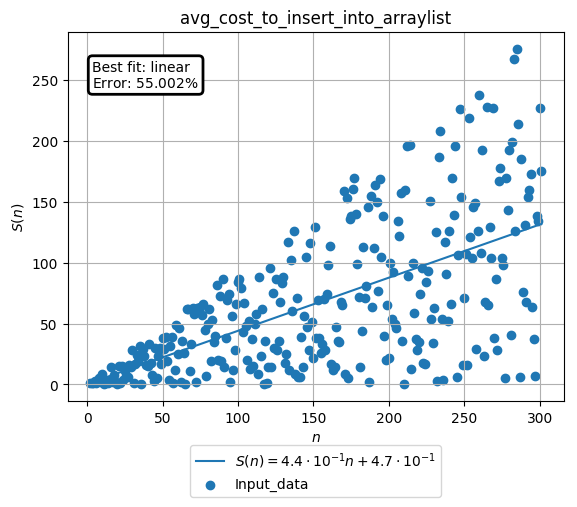 avg_cost_to_insert_into_arraylist
Best fit: linear
Error: 55.002%
250
200
150
100
50
0
S(n)
0 50 100 150 200 250 300
n
S(n) = 4.4 · 10⁻¹n + 4.7 · 10⁻¹
Input_data